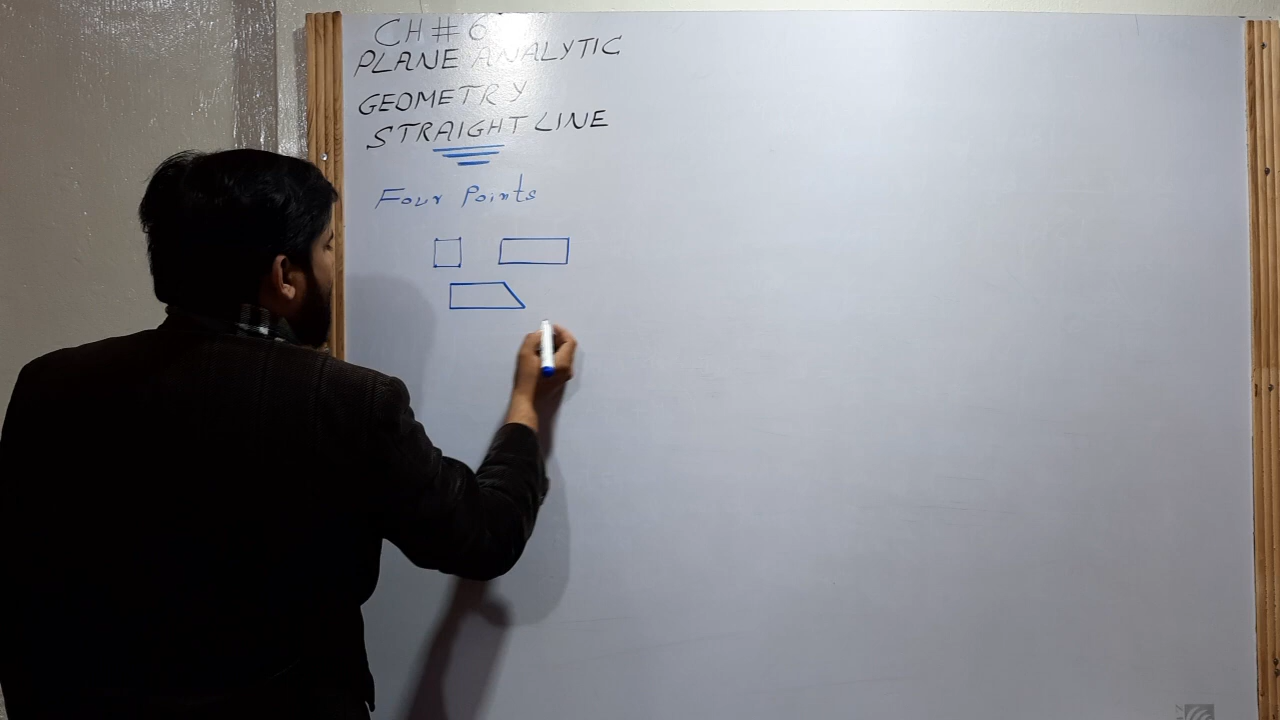 CH # 6
PLANE ANALYTIC
GEOMETRY
STRAIGHT LINE
Four Points